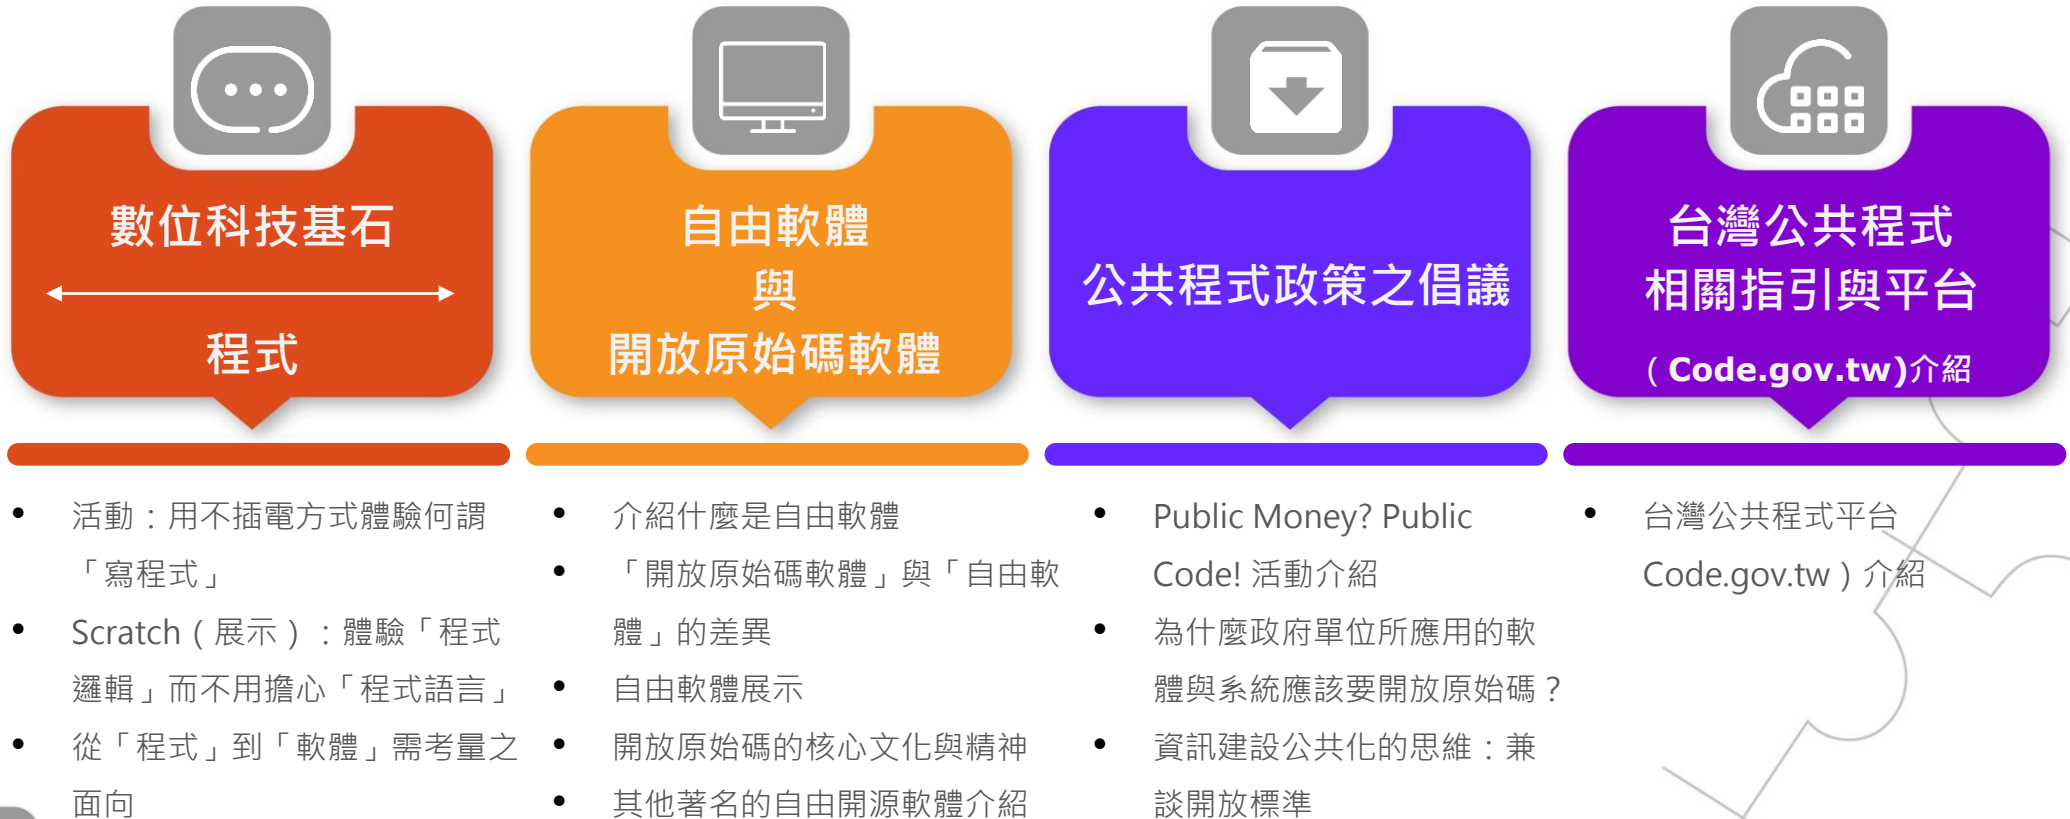 數位科技基石
程式
自由軟體
與
開放原始碼軟體
公共程式政策之倡議
台灣公共程式
相關指引與平台
（Code.gov.tw)介紹
• 活動：用不插電方式體驗何謂
「寫程式」
• Scratch（展示）：體驗「程式
邏輯」而不用擔心「程式語言」
• 從「程式」到「軟體」需考量之
面向
• 介紹什麼是自由軟體
• 「開放原始碼軟體」與「自由軟
體」的差異
• 自由軟體展示
• 開放原始碼的核心文化與精神
• 其他著名的自由開源軟體介紹
• Public Money? Public
Code! 活動介紹
• 為什麼政府單位所應用的軟
體與系統應該要開放原始碼？
• 資訊建設公共化的思維：兼
談開放標準
• 台灣公共程式平台
Code.gov.tw）介紹